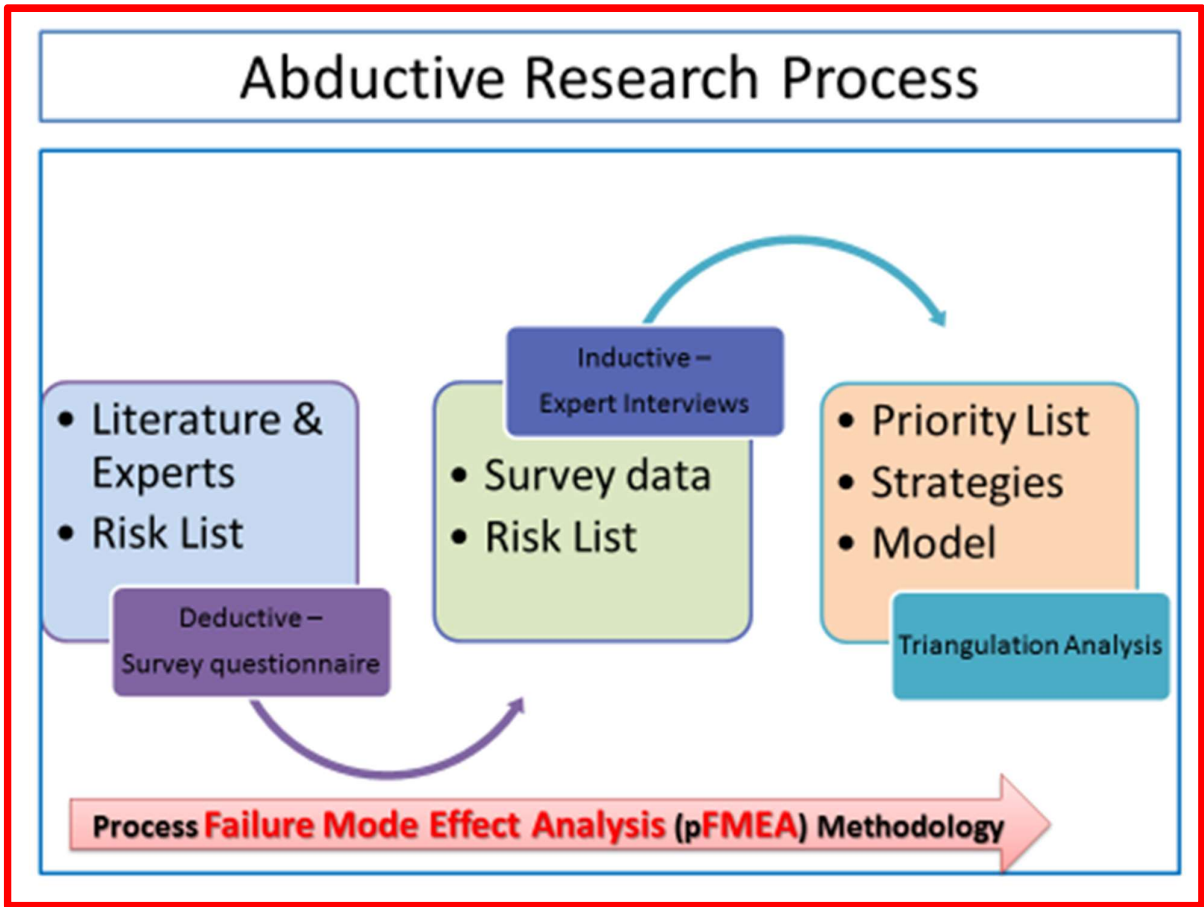 Abductive Research Process
• Literature &
Experts
• Risk List
Deductive –
Survey questionnaire
Inductive –
Expert Interviews
• Survey data
• Risk List
• Priority List
• Strategies
• Model
Triangulation Analysis
Process Failure Mode Effect Analysis (pFMEA) Methodology